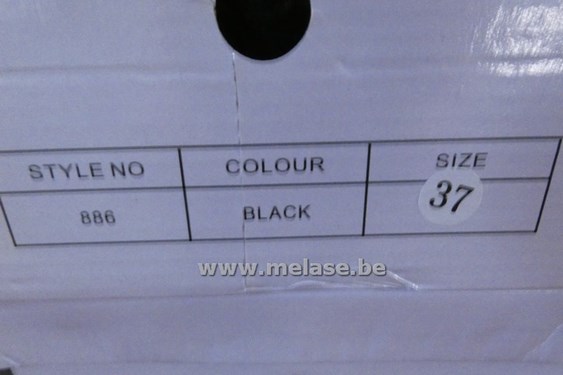 STYLE NO COLOUR SIZE
886 BLACK 37
www.melase.be